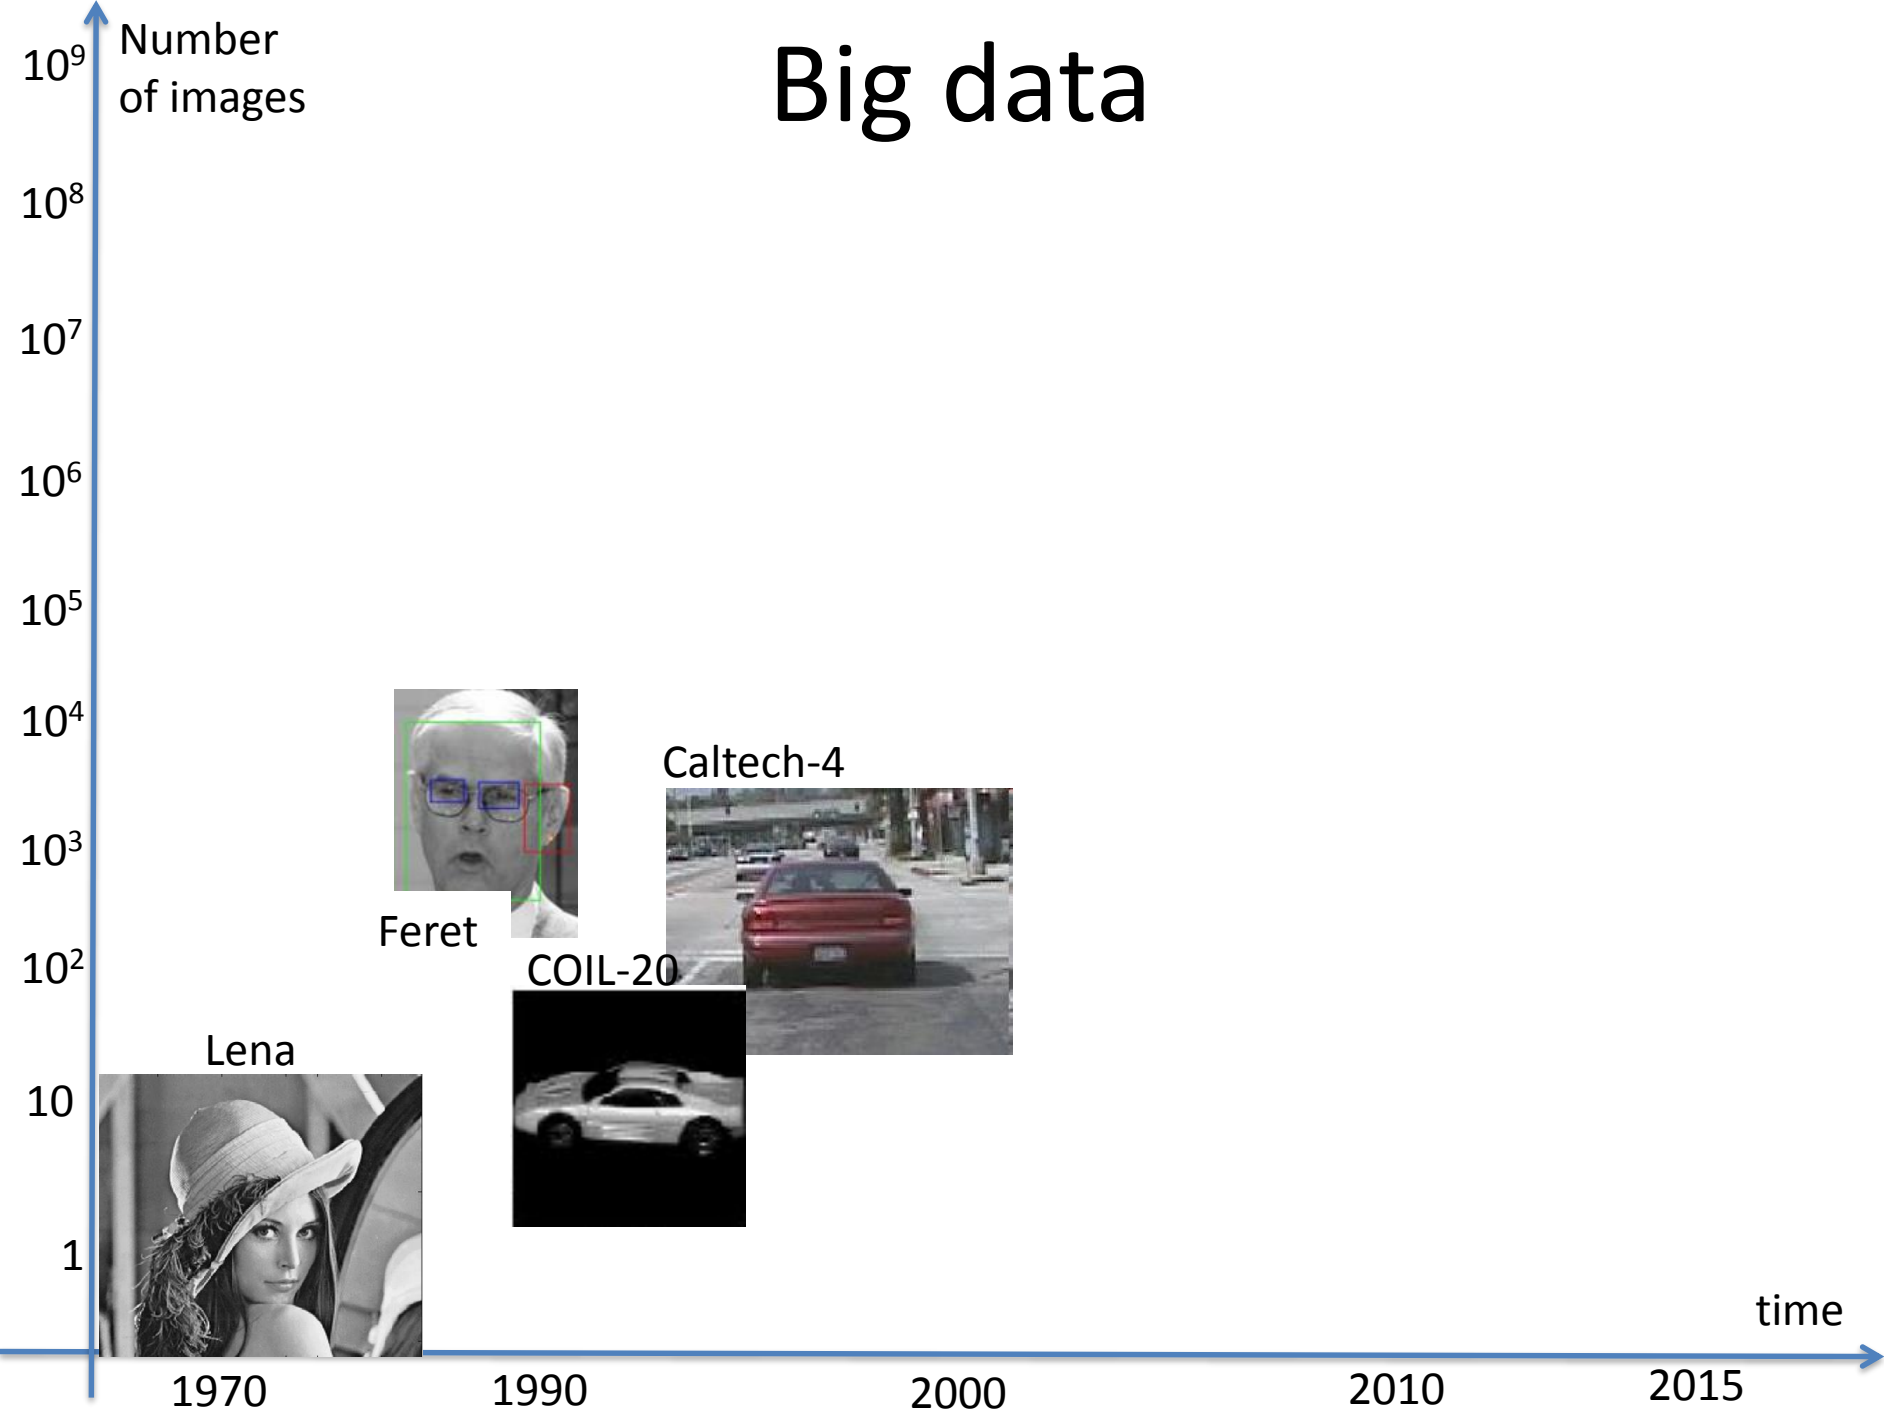 Big data
Number
of images
10⁹
10⁸
10⁷
10⁶
10⁵
10⁴
10³
10²
10
1
Caltech-4
Feret
COIL-20
Lena
time
1970
1990
2000
2010
2015